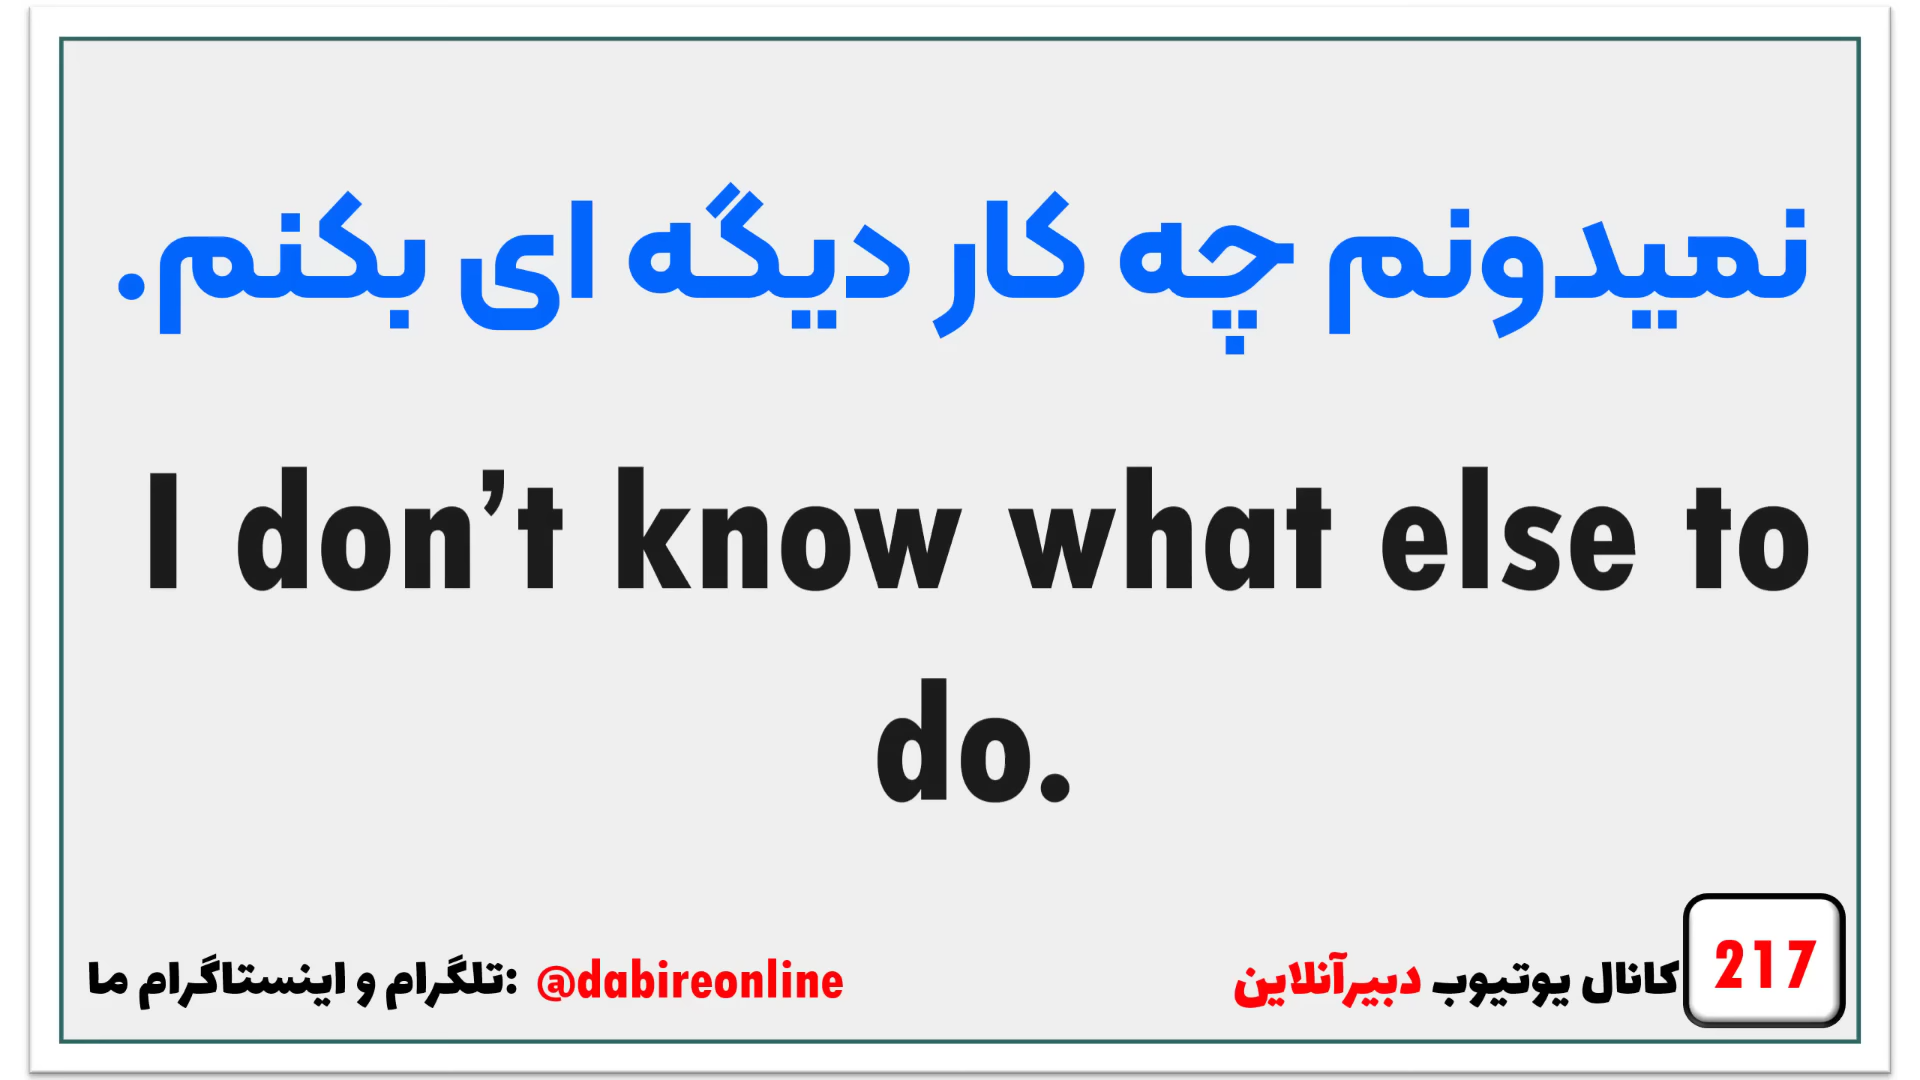 نمیدونم چه کار دیگه ای بکنم.
I don’t know what else to
do.
تلگرام و اینستاگرام ما: @dabireonline
کانال یوتیوب دبیرآنلاین
217